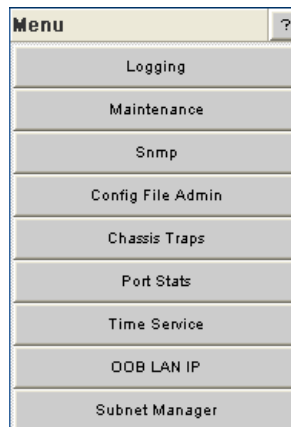 Menu ?
Logging
Maintenance
Snmp
Config File Admin
Chassis Traps
Port Stats
Time Service
OOB LAN IP
Subnet Manager